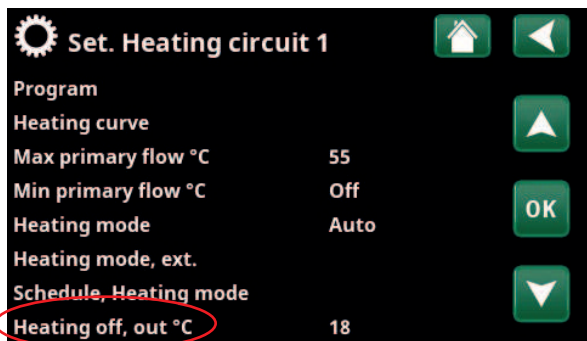 Set. Heating circuit 1
Program
Heating curve
Max primary flow °C 55
Min primary flow °C Off
Heating mode Auto
OK
Heating mode, ext.
Schedule, Heating mode
Heating off, out °C 18